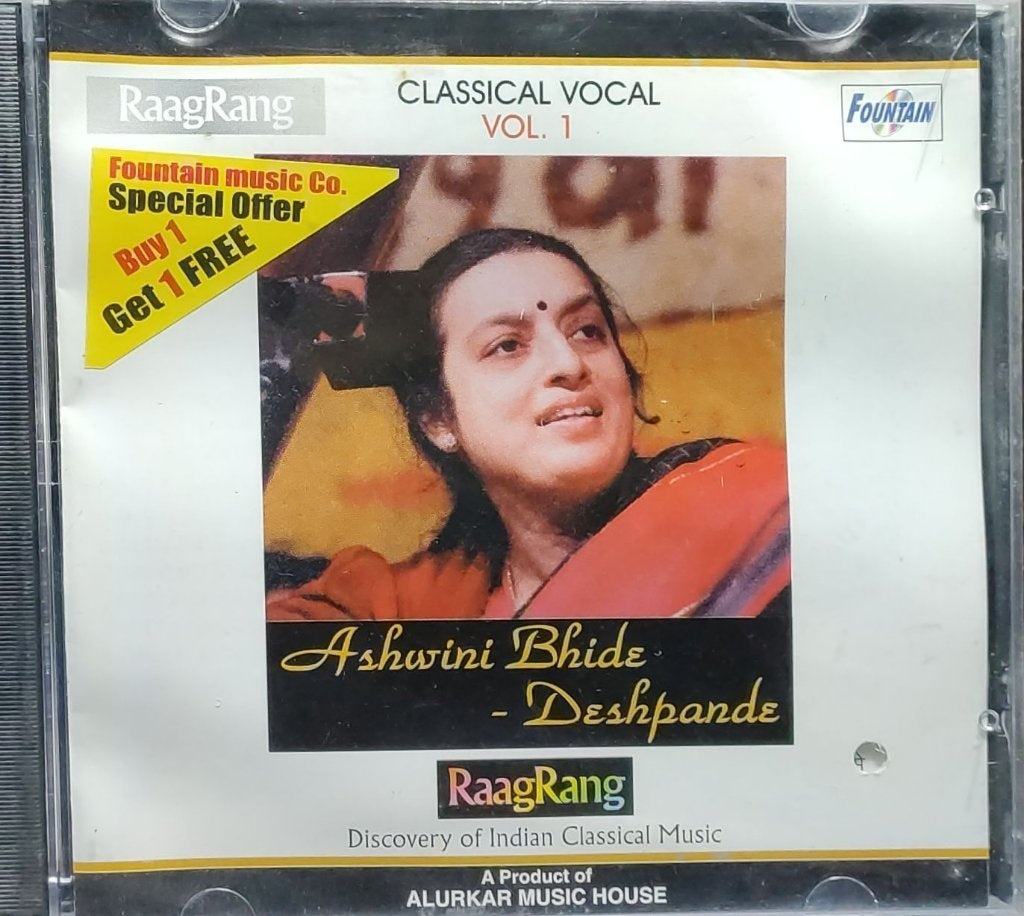 RaagRang
CLASSICAL VOCAL
VOL. 1
FOUNTAIN
Fountain music Co.
Special Offer
Buy 1
Get 1 FREE
Ashwini Bhide
- Deshpande
RaagRang
Discovery of Indian Classical Music
A Product of
ALURKAR MUSIC HOUSE